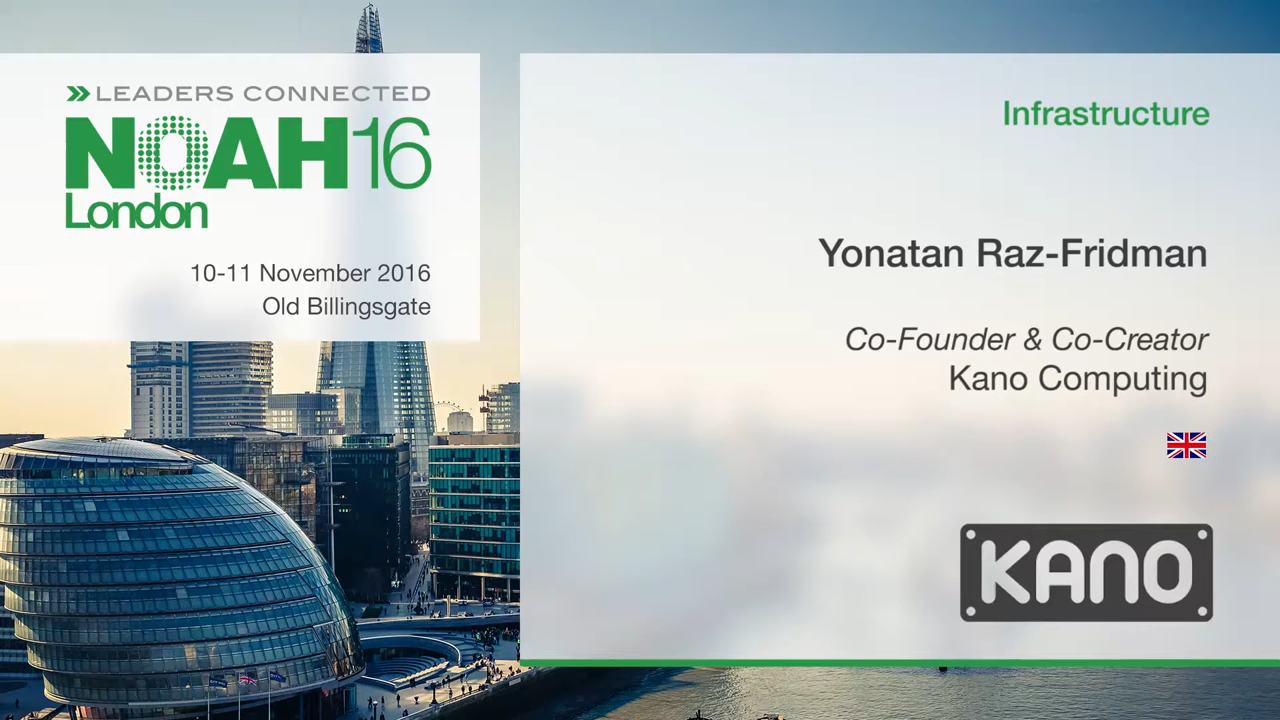 LEADERS CONNECTED
NOAH16
London
10-11 November 2016
Old Billingsgate
Infrastructure
Yonatan Raz-Fridman
Co-Founder & Co-Creator
Kano Computing
KANO